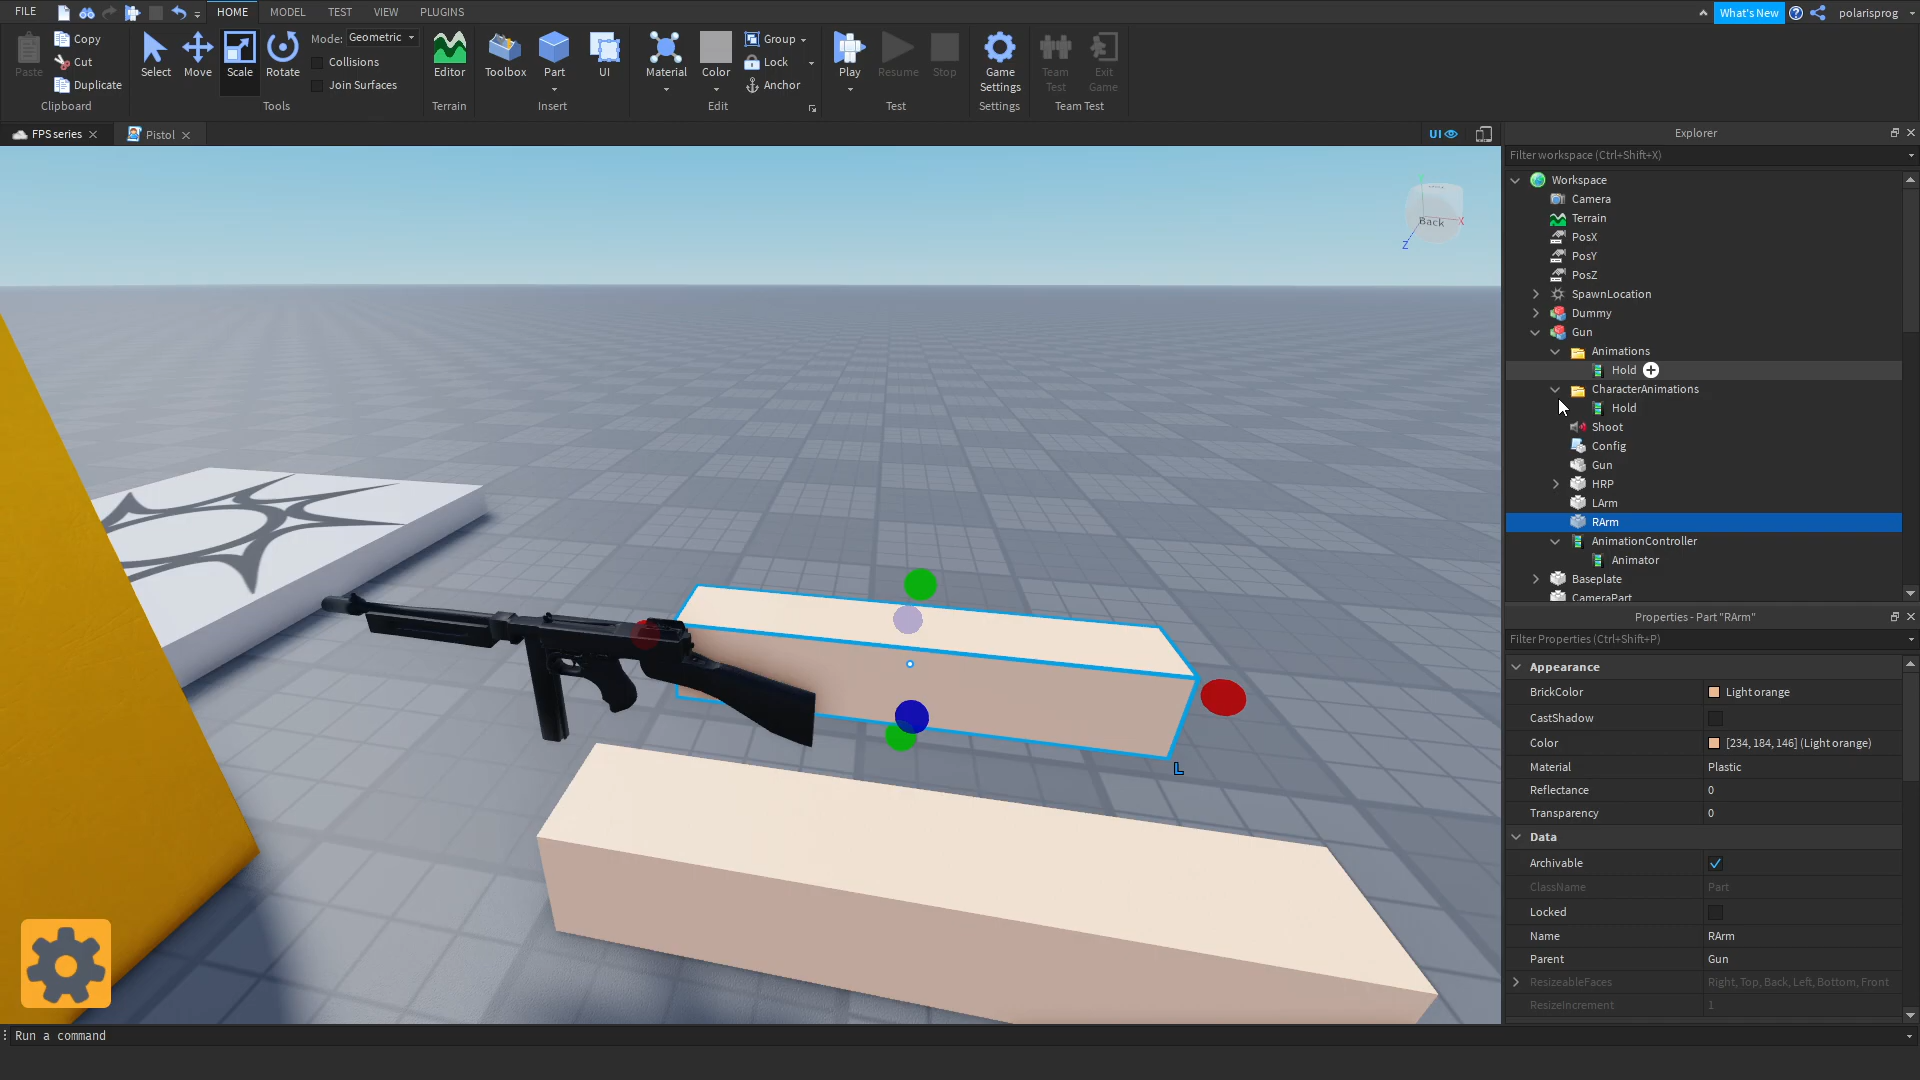 FILE
HOME
MODEL
TEST
VIEW
PLUGINS
What's New
polarisprog
Paste
Copy
Cut
Duplicate
Clipboard
Select
Move
Scale
Rotate
Mode: Geometric
Collisions
Join Surfaces
Tools
Editor
Terrain
Toolbox
Part
UI
Insert
Material
Color
Group
Lock
Anchor
Edit
Play
Resume
Stop
Test
Game
Settings
Settings
Team
Test
Exit
Game
Team Test
FPS series
Pistol
UI
Back
X
Z
L
Explorer
Filter workspace (Ctrl+Shift+X)
Workspace
Camera
Terrain
PosX
PosY
PosZ
SpawnLocation
Dummy
Gun
Animations
Hold
CharacterAnimations
Hold
Shoot
Config
Gun
HRP
LArm
RArm
AnimationController
Animator
Baseplate
CameraPart
Properties - Part "RArm"
Filter Properties (Ctrl+Shift+P)
Appearance
BrickColor Light orange
CastShadow
Color [234, 184, 146] (Light orange)
Material Plastic
Reflectance 0
Transparency 0
Data
Archivable
ClassName Part
Locked
Name RArm
Parent Gun
ResizeableFaces Right, Top, Back, Left, Bottom, Front
ResizeIncrement 1
Run a command